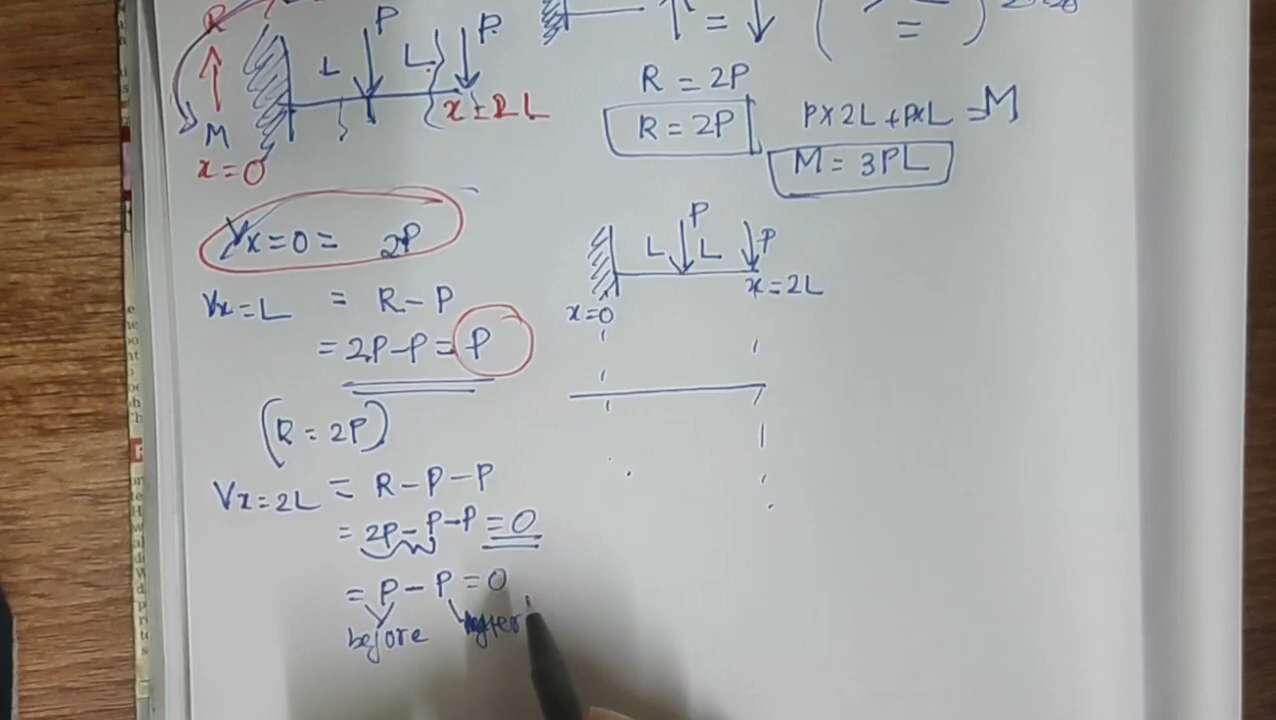 R
P
P
L
L
M
x = 2L
x = 0
=
=
R = 2P
R = 2P
P×2L + P×L = M
M = 3PL
Vx=0 = 2P
Vx=L = R - P
= 2P - P = P
(R = 2P)
Vx=2L = R - P - P
= 2P - P - P = 0
= P - P = 0
before after
P
L L P
x = 2L
x=0